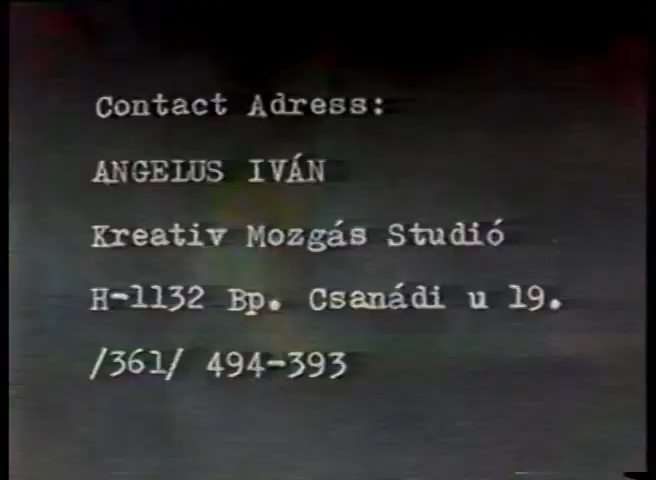 Contact Adress:
ANGELUS IVÁN
Kreativ Mozgás Studió
H-1132 Bp. Csanádi u 19.
/361/ 494-393